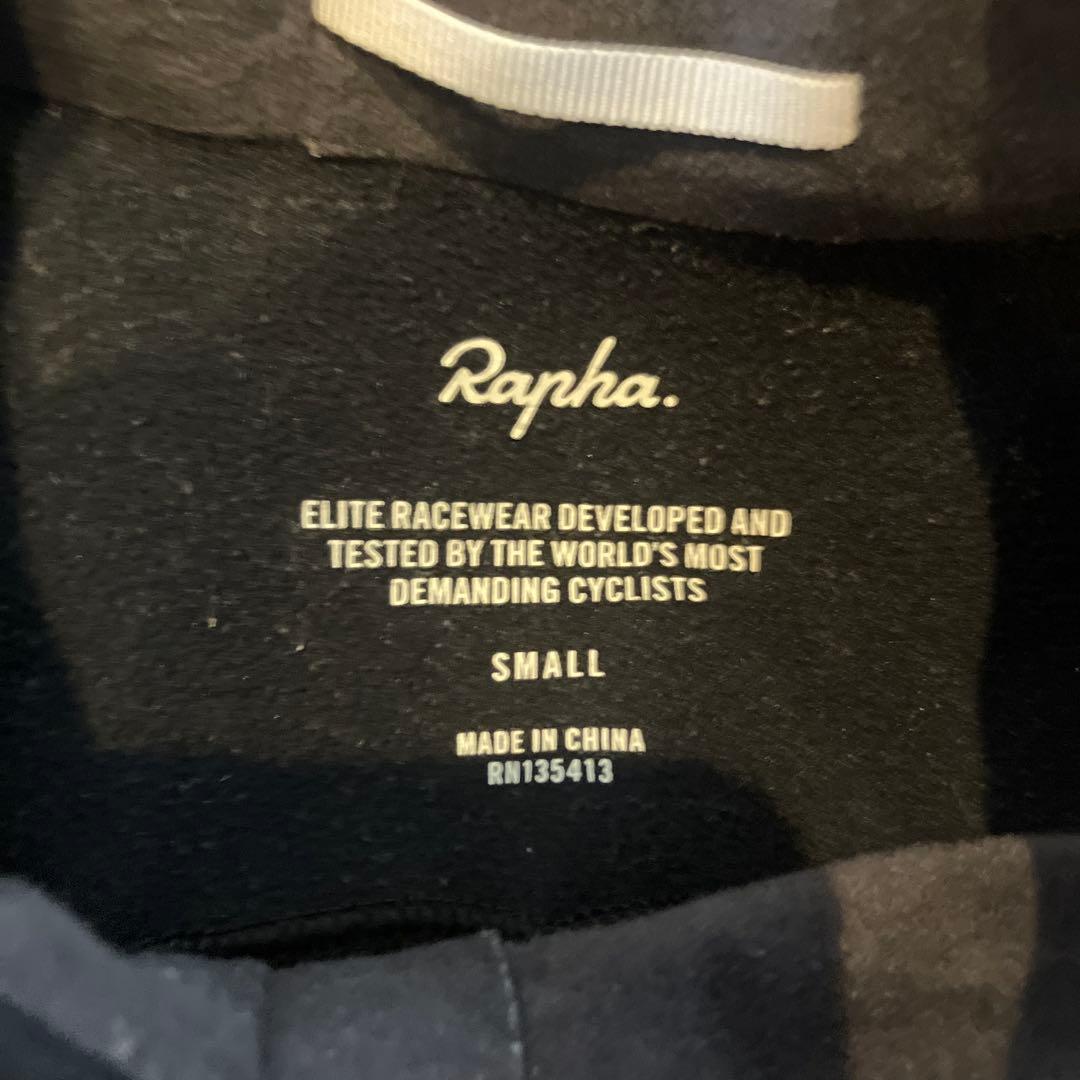 Rapha.
ELITE RACEWEAR DEVELOPED AND
TESTED BY THE WORLD'S MOST
DEMANDING CYCLISTS
SMALL
MADE IN CHINA
RN135413